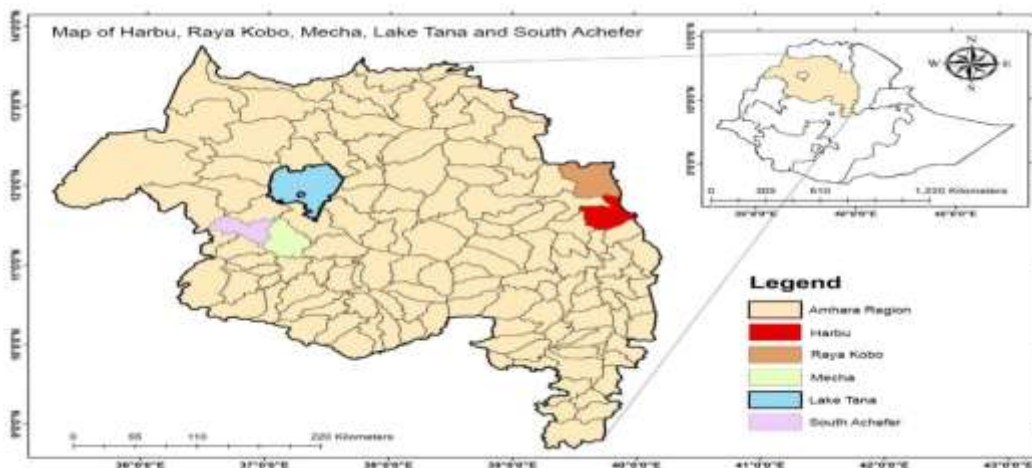 Map of Harbu, Raya Kobo, Mecha, Lake Tana and South Achefer
N
W
E
0 305 610 1,220 Kilometers
Legend
Amhara Region
Harbu
Raya Kobo
Mecha
Lake Tana
South Achefer
0 55 110 220 Kilometers
36°0'0"E 37°0'0"E 38°0'0"E 39°0'0"E 40°0'0"E 41°0'0"E 42°0'0"E 43°0'0"E